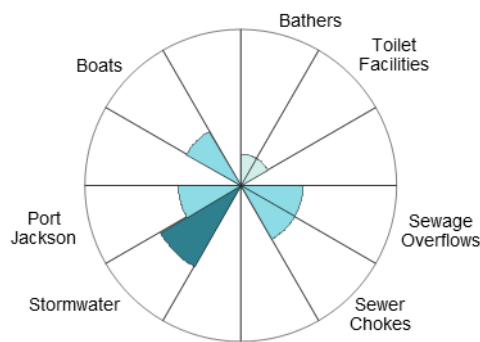 Bathers
Toilet
Facilities
Boats
Port
Jackson
Sewage
Overflows
Stormwater
Sewer
Chokes